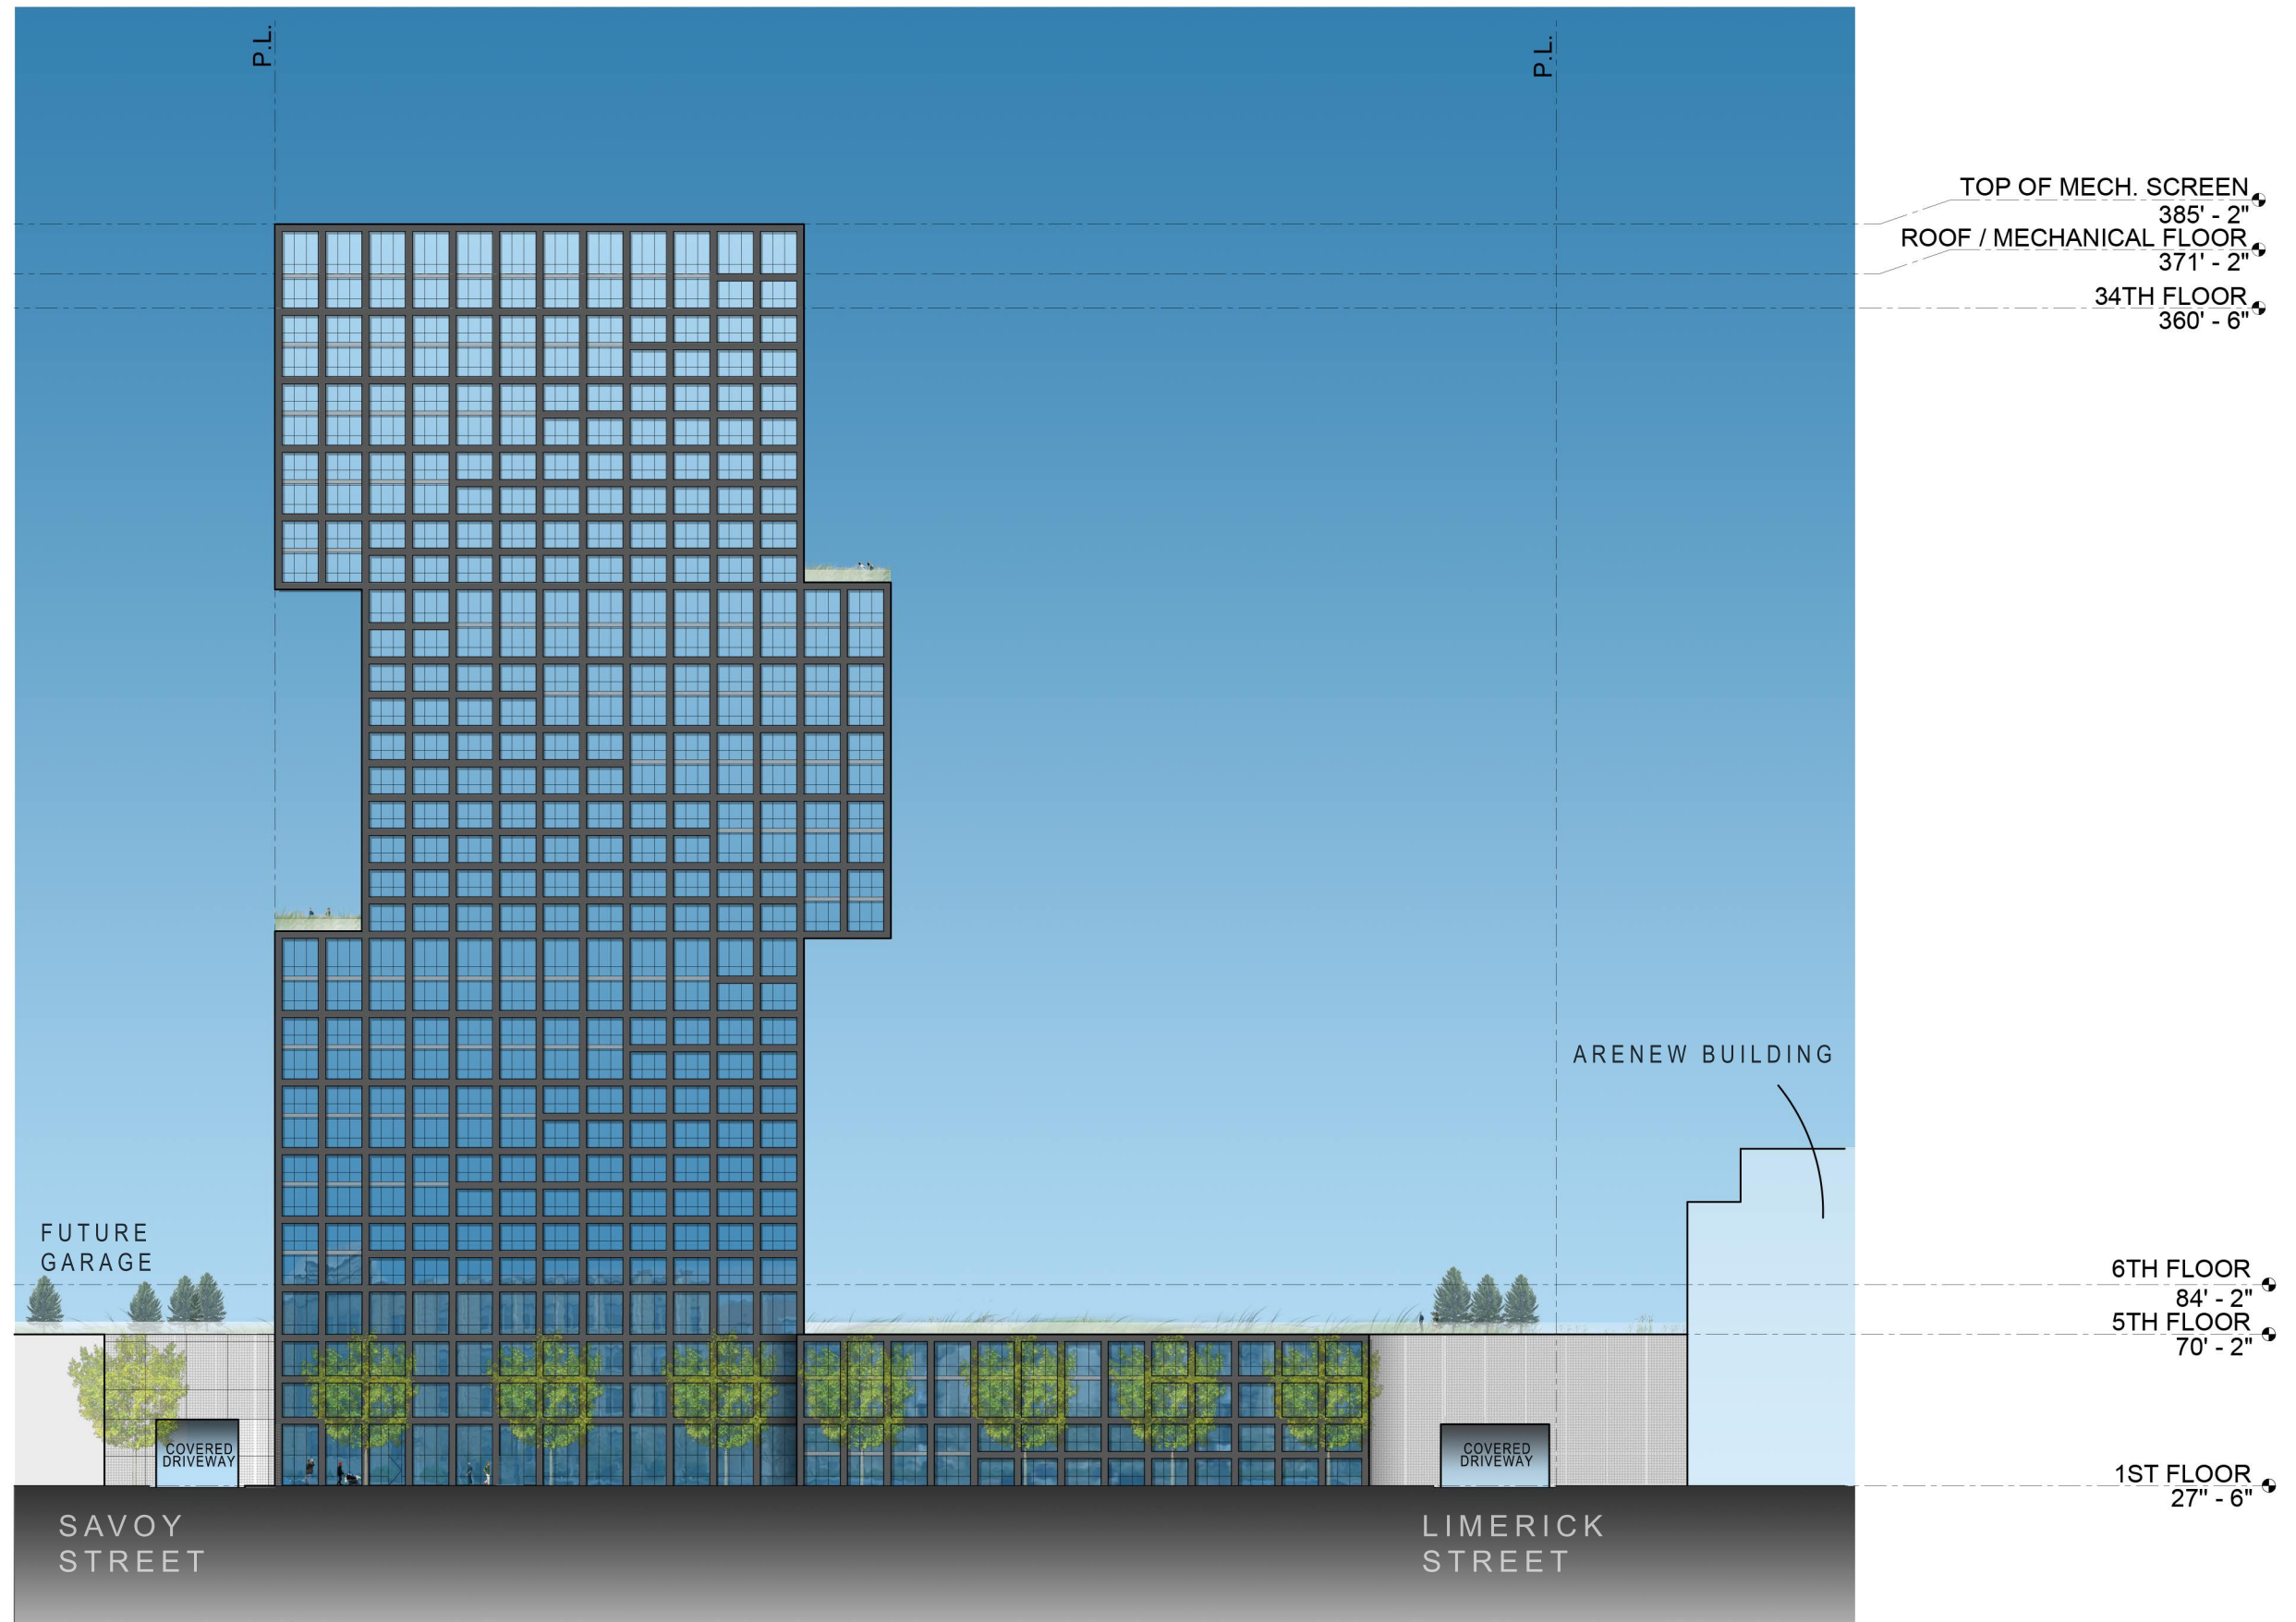 P.L.
P.L.
TOP OF MECH. SCREEN
385' - 2"
ROOF / MECHANICAL FLOOR
371' - 2"
34TH FLOOR
360' - 6"
ARENEW BUILDING
FUTURE
GARAGE
6TH FLOOR
84' - 2"
5TH FLOOR
70' - 2"
COVERED
DRIVEWAY
COVERED
DRIVEWAY
1ST FLOOR
27" - 6"
SAVOY
STREET
LIMERICK
STREET